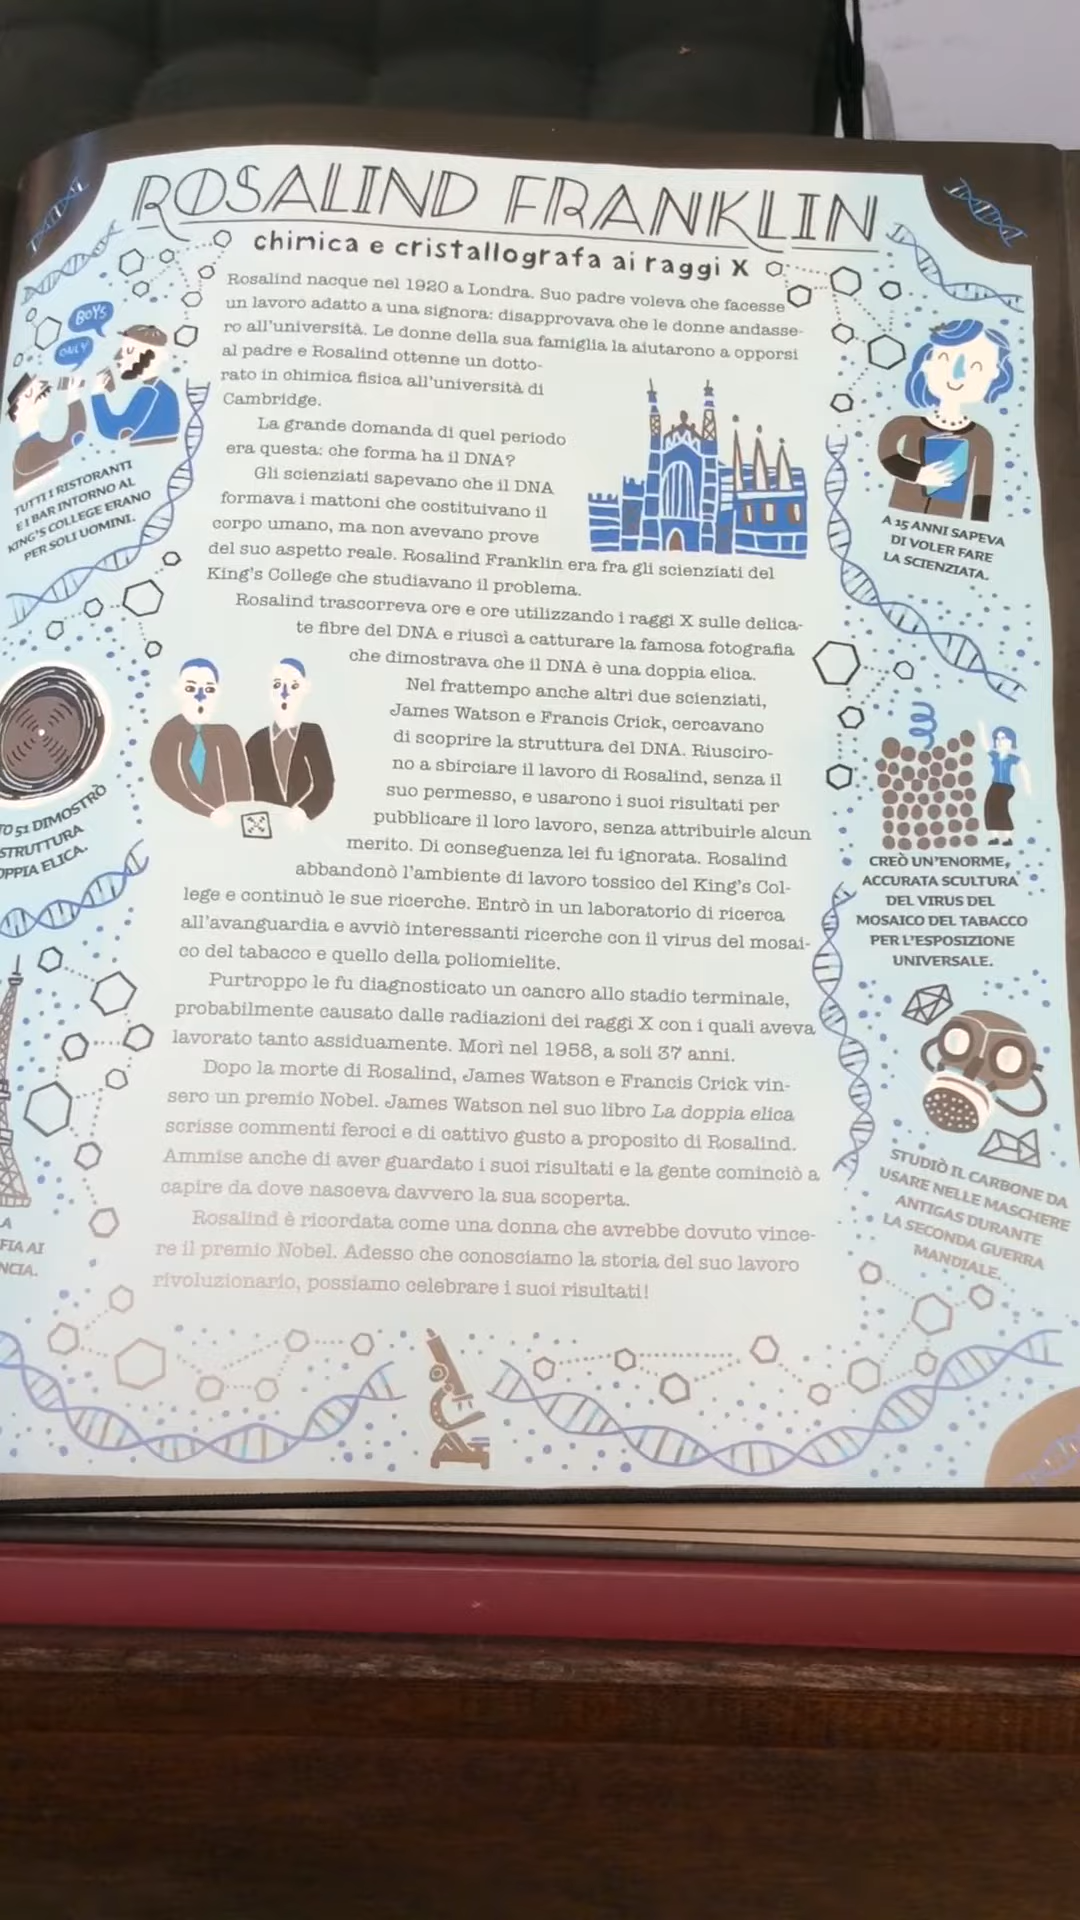 ROSALIND FRANKLIN
chimica e cristallografa ai raggi X
Rosalind nacque nel 1920 a Londra. Suo padre voleva che facesse
un lavoro adatto a una signora: disapprovava che le donne andasse-
ro all'università. Le donne della sua famiglia la aiutarono a opporsi
al padre e Rosalind ottenne un dotto-
rato in chimica fisica all'università di
Cambridge.
La grande domanda di quel periodo
era questa: che forma ha il DNA?
Gli scienziati sapevano che il DNA
formava i mattoni che costituivano il
corpo umano, ma non avevano prove
del suo aspetto reale. Rosalind Franklin era fra gli scienziati del
King's College che studiavano il problema.
Rosalind trascorreva ore e ore utilizzando i raggi X sulle delica-
te fibre del DNA e riuscì a catturare la famosa fotografia
che dimostrava che il DNA è una doppia elica.
Nel frattempo anche altri due scienziati,
James Watson e Francis Crick, cercavano
di scoprire la struttura del DNA. Riusciro-
no a sbirciare il lavoro di Rosalind, senza il
suo permesso, e usarono i suoi risultati per
pubblicare il loro lavoro, senza attribuirle alcun
merito. Di conseguenza lei fu ignorata. Rosalind
abbandonò l'ambiente di lavoro tossico del King's Col-
lege e continuò le sue ricerche. Entrò in un laboratorio di ricerca
all'avanguardia e avviò interessanti ricerche con il virus del mosai-
co del tabacco e quello della poliomielite.
Purtroppo le fu diagnosticato un cancro allo stadio terminale,
probabilmente causato dalle radiazioni dei raggi X con i quali aveva
lavorato tanto assiduamente. Morì nel 1958, a soli 37 anni.
Dopo la morte di Rosalind, James Watson e Francis Crick vin-
sero un premio Nobel. James Watson nel suo libro La doppia elica
scrisse commenti feroci e di cattivo gusto a proposito di Rosalind.
Ammise anche di aver guardato i suoi risultati e la gente cominciò a
capire da dove nasceva davvero la sua scoperta.
Rosalind è ricordata come una donna che avrebbe dovuto vince-
re il premio Nobel. Adesso che conosciamo la storia del suo lavoro
rivoluzionario, possiamo celebrare i suoi risultati!
BOYS
ONLY
TUTTI I RISTORANTI
E I BAR INTORNO AL
KING'S COLLEGE ERANO
PER SOLI UOMINI.
TO 51 DIMOSTRÒ
STRUTTURA
OPPIA ELICA.
A
FIA AI
NCIA.
A 15 ANNI SAPEVA
DI VOLER FARE
LA SCIENZIATA.
CREÒ UN'ENORME,
ACCURATA SCULTURA
DEL VIRUS DEL
MOSAICO DEL TABACCO
PER L'ESPOSIZIONE
UNIVERSALE.
STUDIÒ IL CARBONE DA
USARE NELLE MASCHERE
ANTIGAS DURANTE
LA SECONDA GUERRA
MANDIALE.